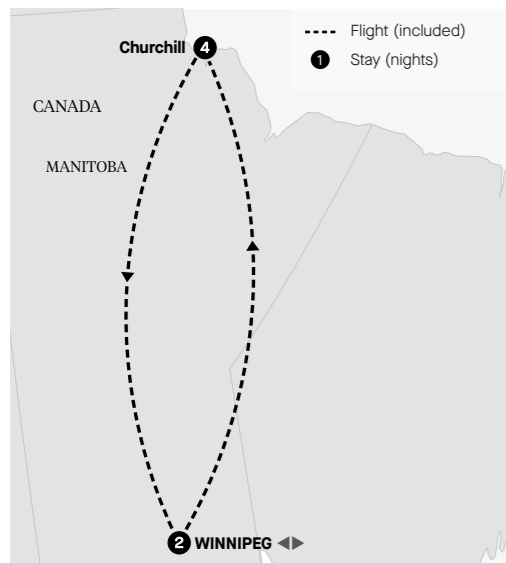 Flight (included)
1 Stay (nights)
Churchill 4
CANADA
MANITOBA
2 WINNIPEG